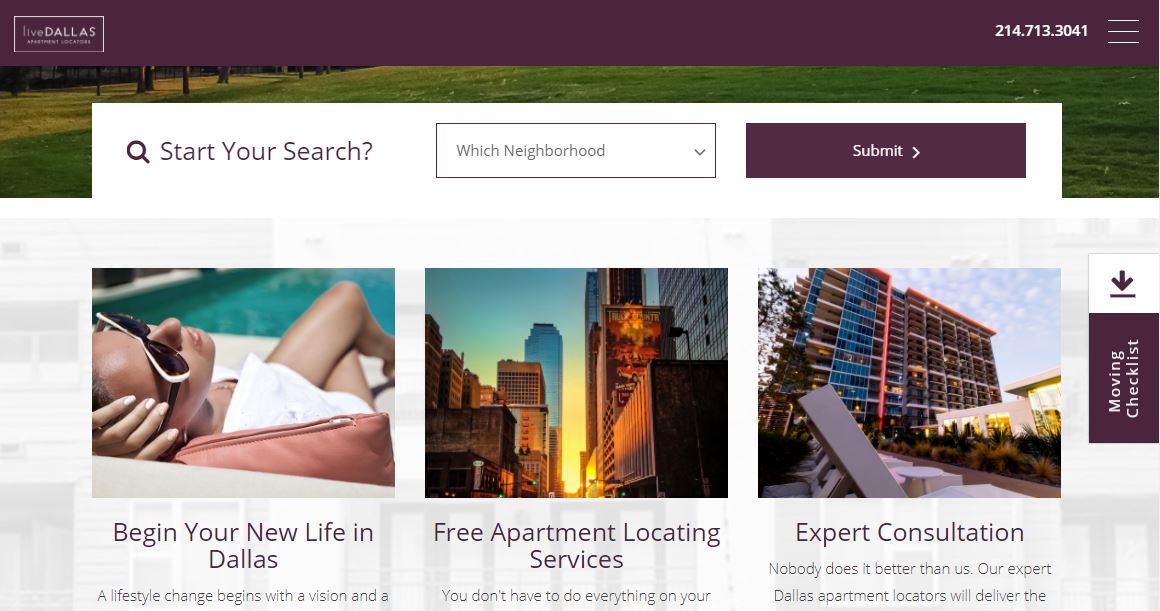 liveDALLAS
APARTMENT LOCATORS
214.713.3041
Start Your Search?
Which Neighborhood
Submit
Moving
Checklist
Begin Your New Life in
Dallas
A lifestyle change begins with a vision and a
Free Apartment Locating
Services
You don't have to do everything on your
Expert Consultation
Nobody does it better than us. Our expert
Dallas apartment locators will deliver the